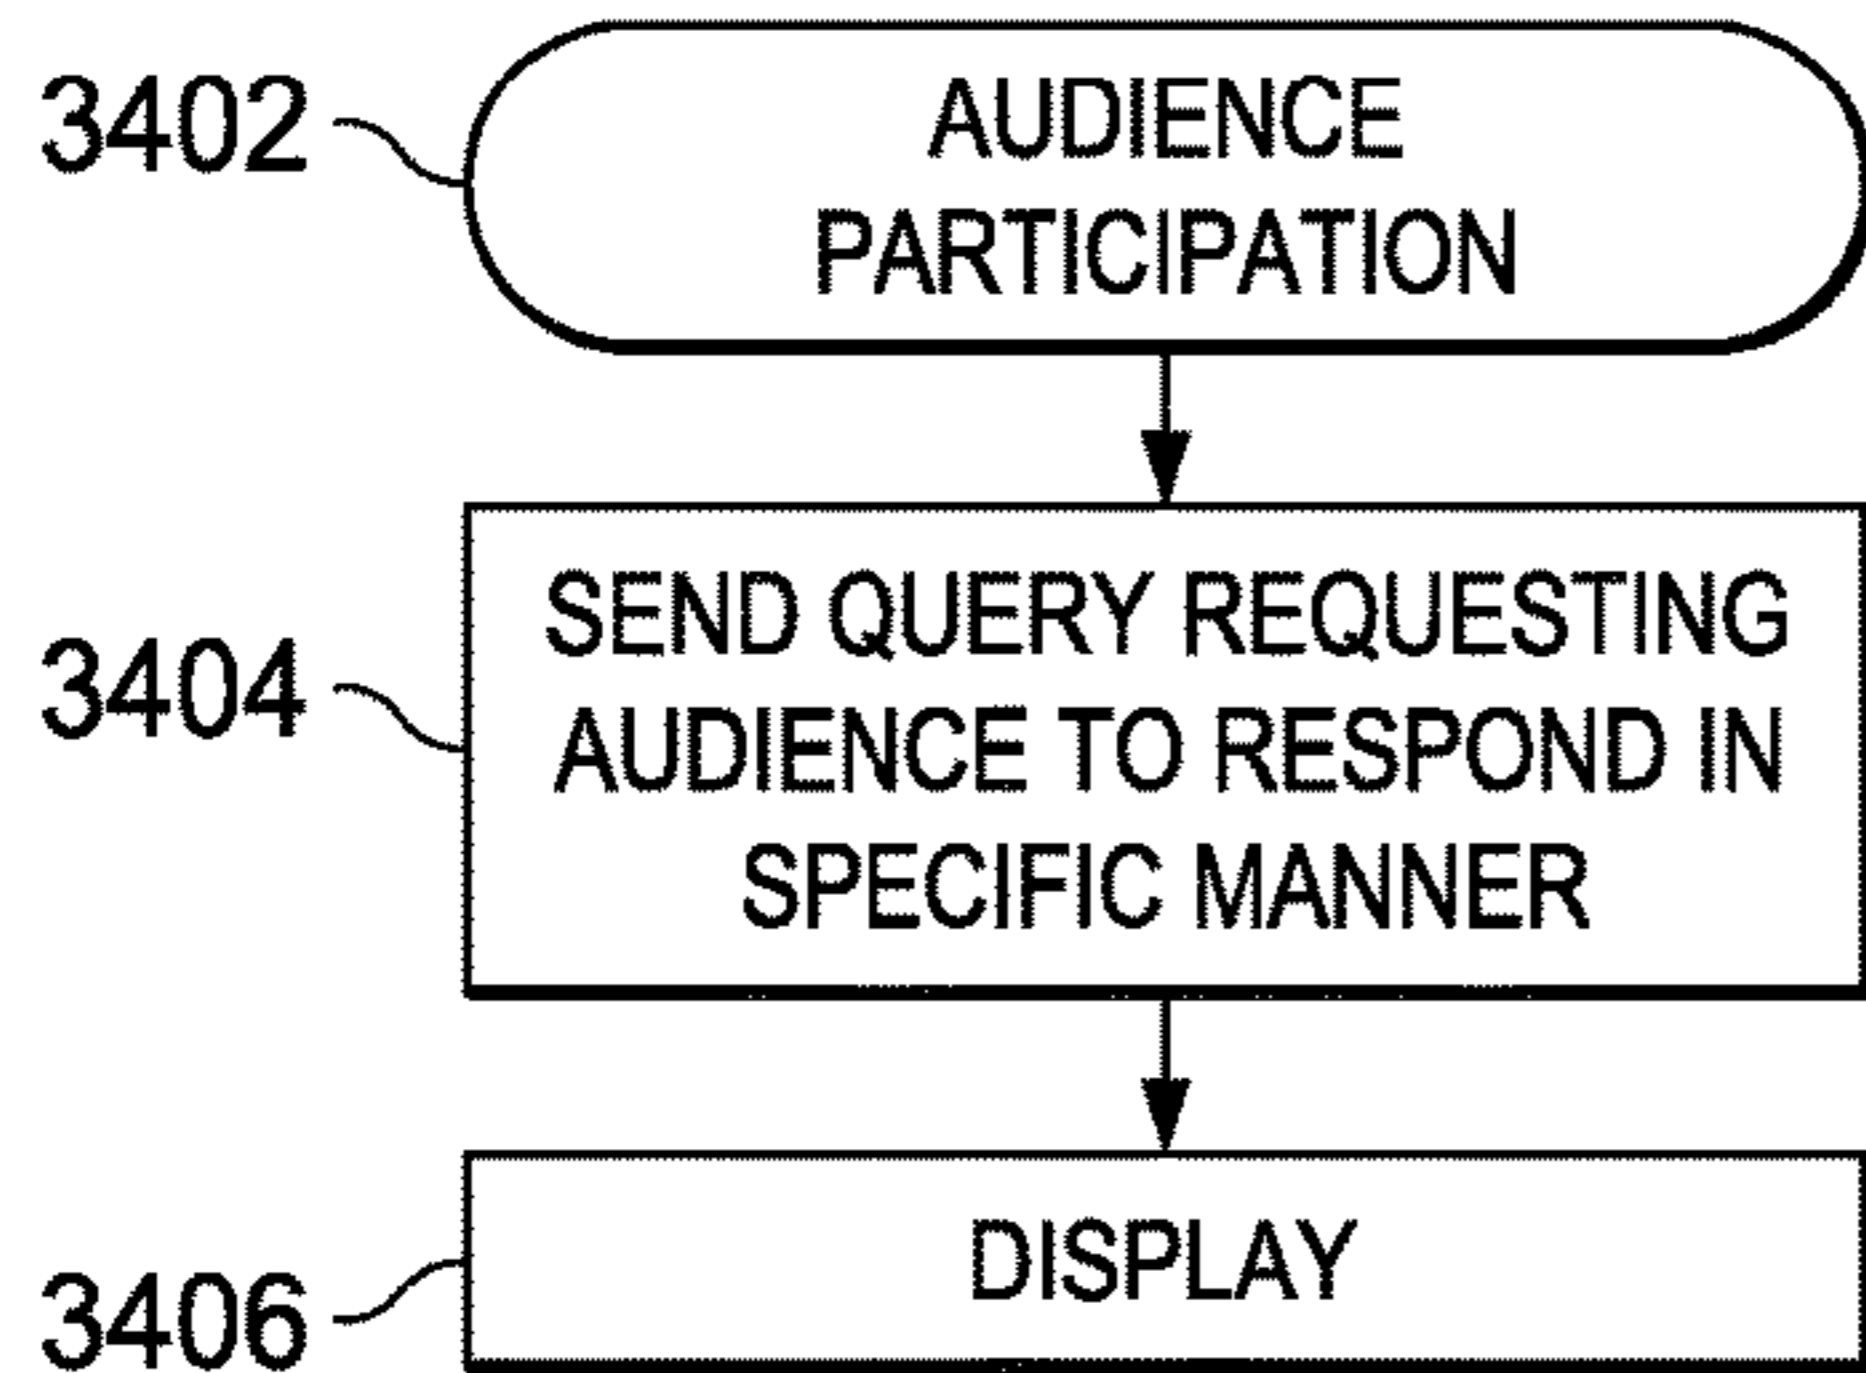 3402
AUDIENCE
PARTICIPATION
3404
SEND QUERY REQUESTING
AUDIENCE TO RESPOND IN
SPECIFIC MANNER
3406
DISPLAY